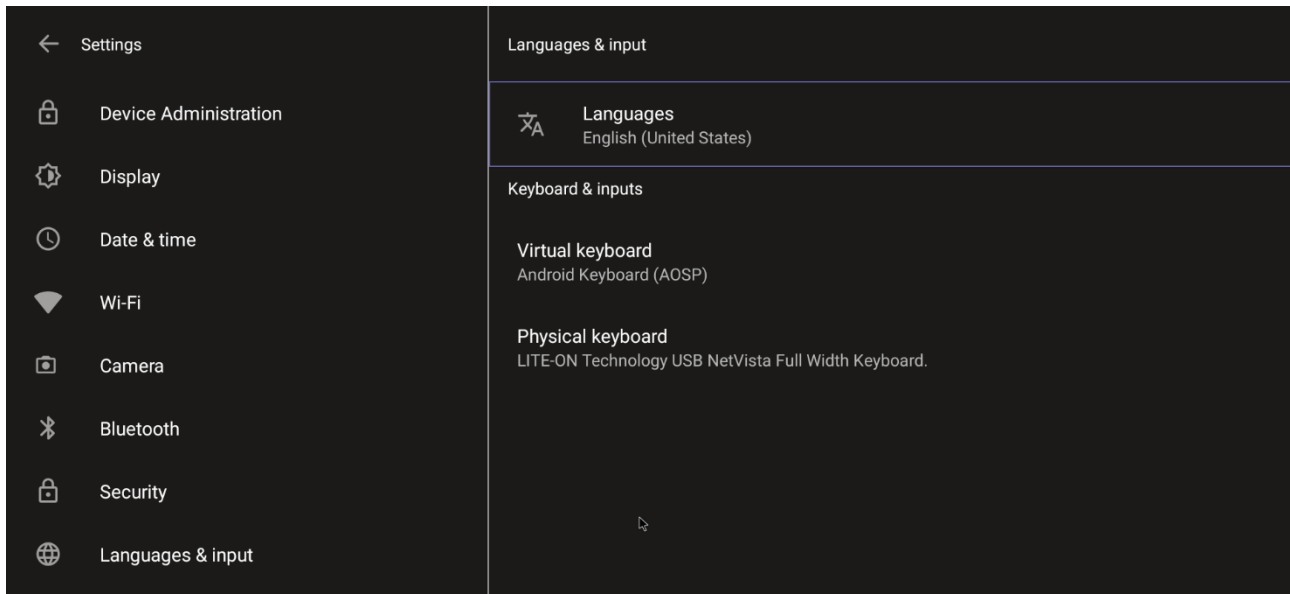 Settings
Device Administration
Display
Date & time
Wi-Fi
Camera
Bluetooth
Security
Languages & input
Languages & input
Languages
English (United States)
Keyboard & inputs
Virtual keyboard
Android Keyboard (AOSP)
Physical keyboard
LITE-ON Technology USB NetVista Full Width Keyboard.